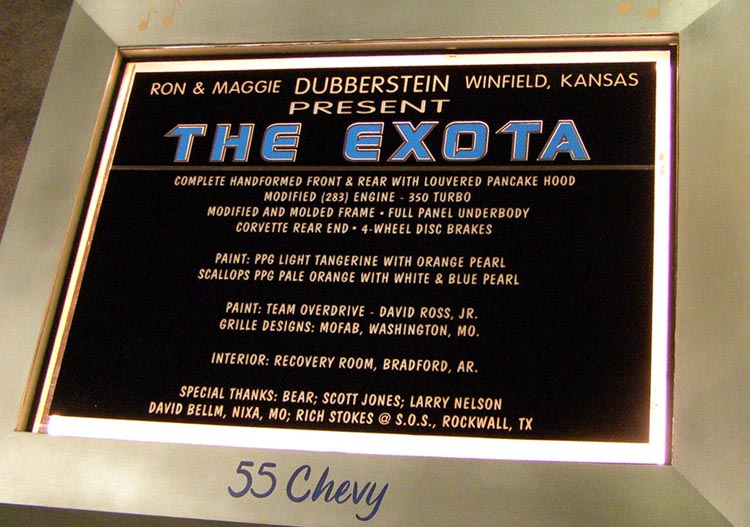 RON & MAGGIE DUBBERSTEIN WINFIELD, KANSAS
PRESENT
THE EXOTA
COMPLETE HANDFORMED FRONT & REAR WITH LOUVERED PANCAKE HOOD
MODIFIED (283) ENGINE - 350 TURBO
MODIFIED AND MOLDED FRAME • FULL PANEL UNDERBODY
CORVETTE REAR END • 4-WHEEL DISC BRAKES
PAINT: PPG LIGHT TANGERINE WITH ORANGE PEARL
SCALLOPS PPG PALE ORANGE WITH WHITE & BLUE PEARL
PAINT: TEAM OVERDRIVE - DAVID ROSS, JR.
GRILLE DESIGNS: MOFAB, WASHINGTON, MO.
INTERIOR: RECOVERY ROOM, BRADFORD, AR.
SPECIAL THANKS: BEAR; SCOTT JONES; LARRY NELSON
DAVID BELLM, NIXA, MO; RICH STOKES @ S.O.S., ROCKWALL, TX
55 Chevy